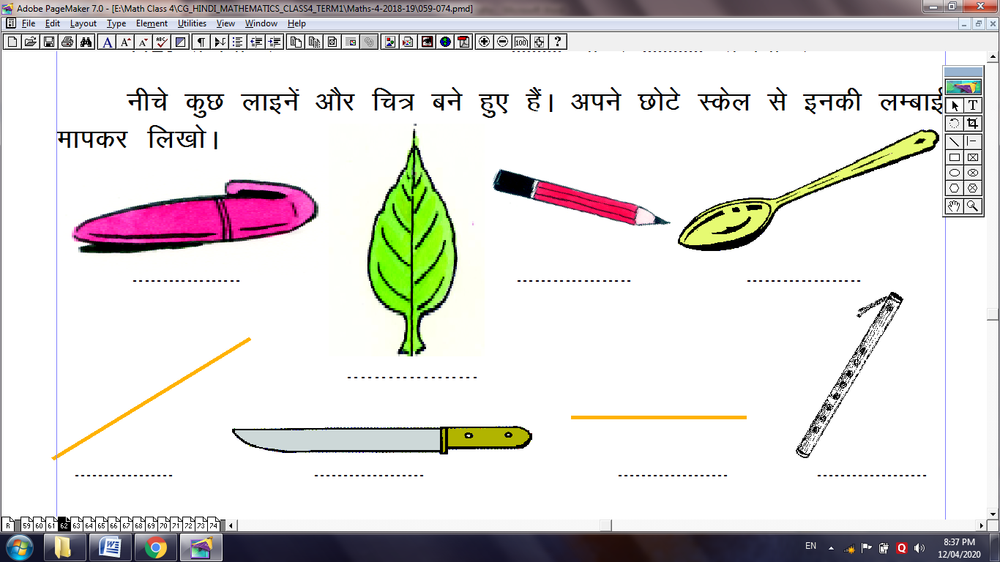 Adobe PageMaker 7.0 - [E:\Math Class 4\CG_HINDI_MATHEMATICS_CLASS4_TERM1\Maths-4-2018-19\059-074.pmd]
File Edit Layout Type Element Utilities View Window Help
नीचे कुछ लाइनें और चित्र बने हुए हैं। अपने छोटे स्केल से इनकी लम्बाई
मापकर लिखो।
R 59 60 61 62 63 64 65 66 67 68 69 70 71 72 73 74
EN 8:37 PM
12/04/2020